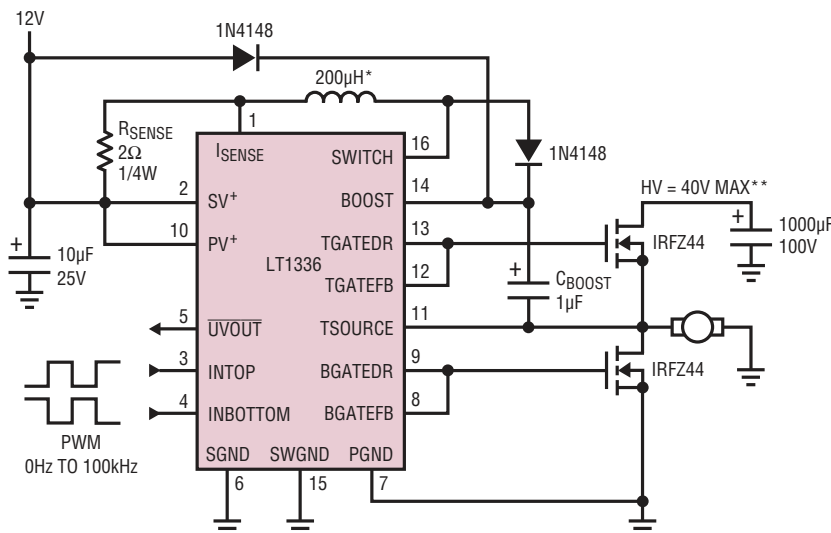 12V
1N4148
200µH*
RSENSE
2Ω
1/4W
1
ISENSE
SWITCH
16
1N4148
2
SV+
BOOST
14
HV = 40V MAX**
10
PV+
TGATEDR
13
+
1000µF
100V
IRFZ44
+
10µF
25V
LT1336
TGATEFB
12
+
CBOOST
1µF
5
UVOUT
TSOURCE
11
3
INTOP
BGATEDR
9
IRFZ44
4
INBOTTOM
BGATEFB
8
PWM
0Hz TO 100kHz
SGND
SWGND
PGND
6
15
7